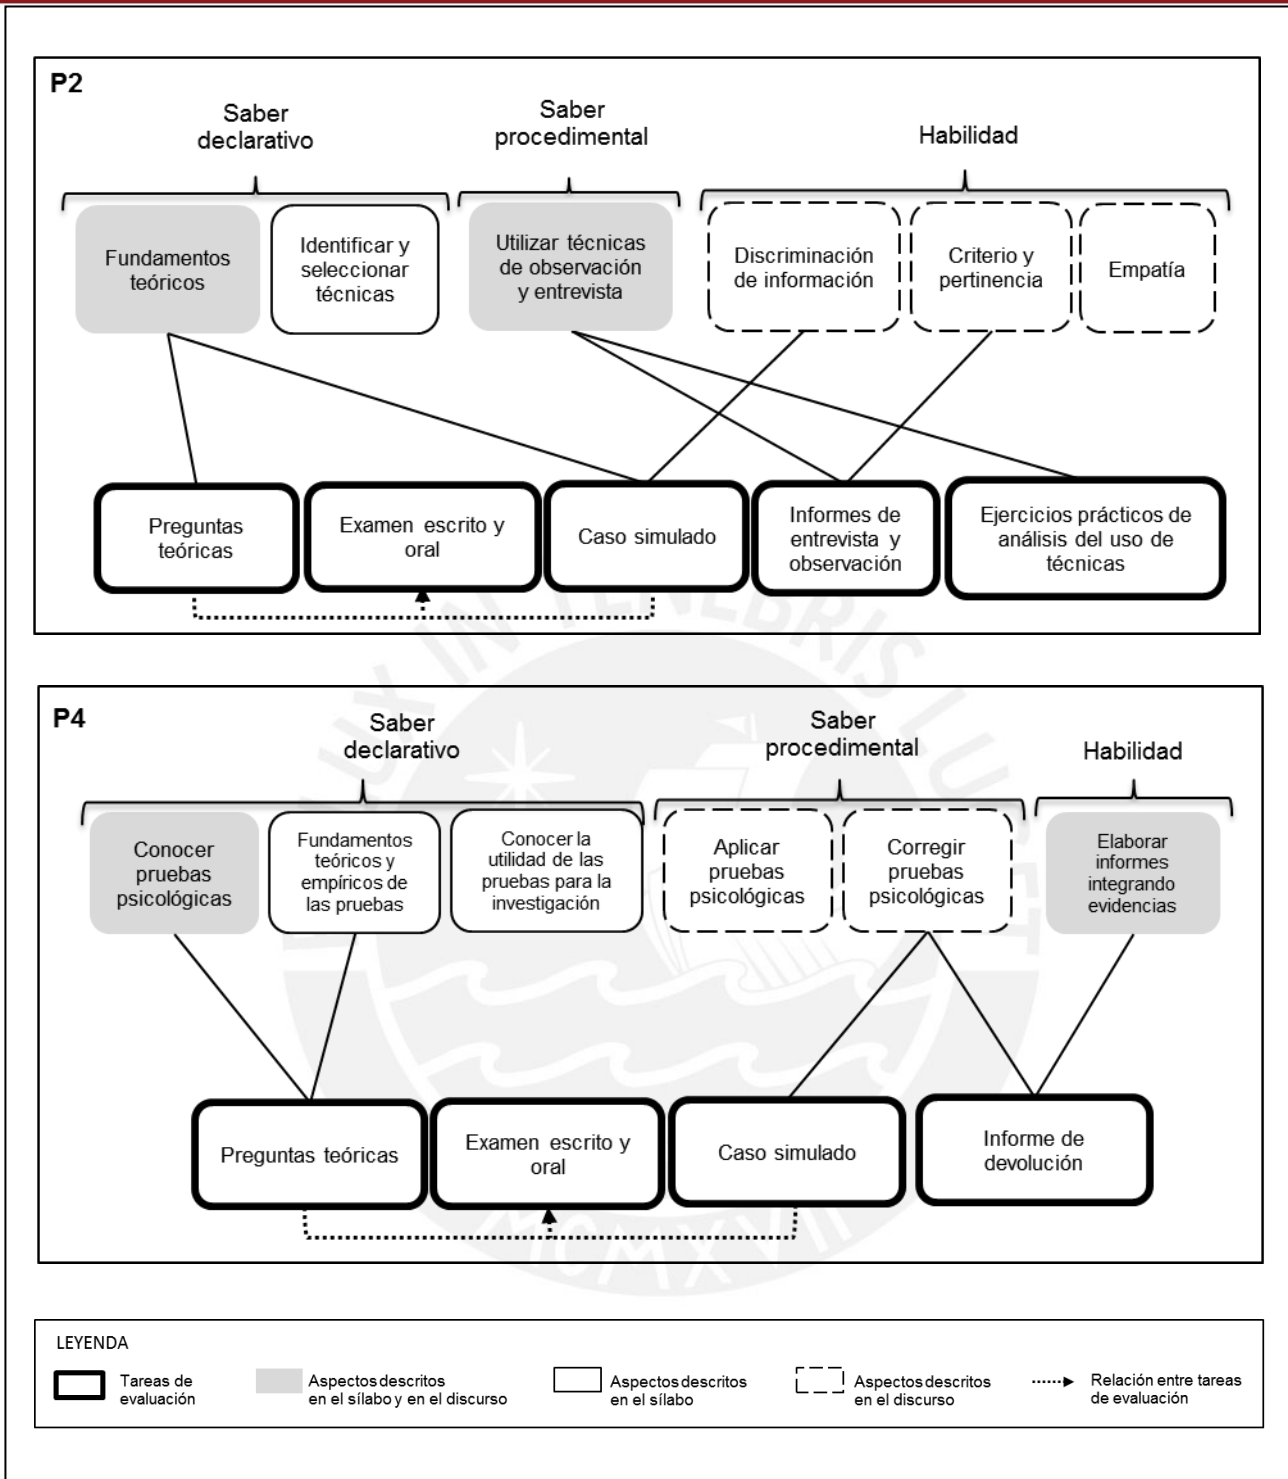 P2
Saber
declarativo
Saber
procedimental
Habilidad
Fundamentos
teóricos
Identificar y
seleccionar
técnicas
Utilizar técnicas
de observación
y entrevista
Discriminación
de información
Criterio y
pertinencia
Empatía
Preguntas
teóricas
Examen escrito y
oral
Caso simulado
Informes de
entrevista y
observación
Ejercicios prácticos de
análisis del uso de
técnicas
P4
Saber
declarativo
Saber
procedimental
Habilidad
Conocer
pruebas
psicológicas
Fundamentos
teóricos y
empíricos de
las pruebas
Conocer la
utilidad de las
pruebas para la
investigación
Aplicar
pruebas
psicológicas
Corregir
pruebas
psicológicas
Elaborar
informes
integrando
evidencias
Preguntas teóricas
Examen escrito y
oral
Caso simulado
Informe de
devolución
LEYENDA
Tareas de
evaluación
Aspectos descritos
en el sílabo y en el discurso
Aspectos descritos
en el sílabo
Aspectos descritos
en el discurso
Relación entre tareas
de evaluación